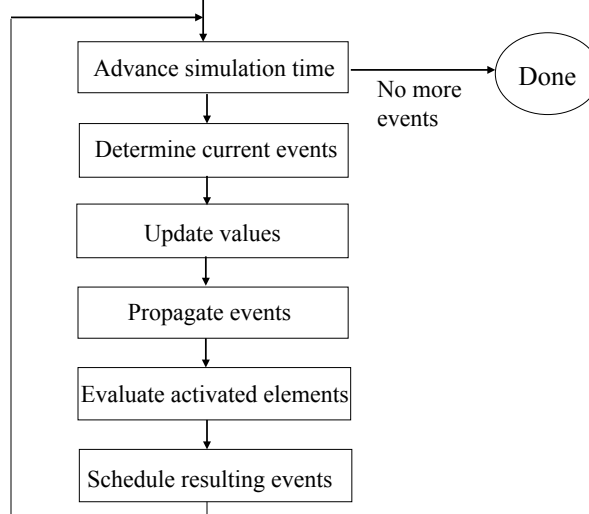 Advance simulation time
Done
No more
events
Determine current events
Update values
Propagate events
Evaluate activated elements
Schedule resulting events